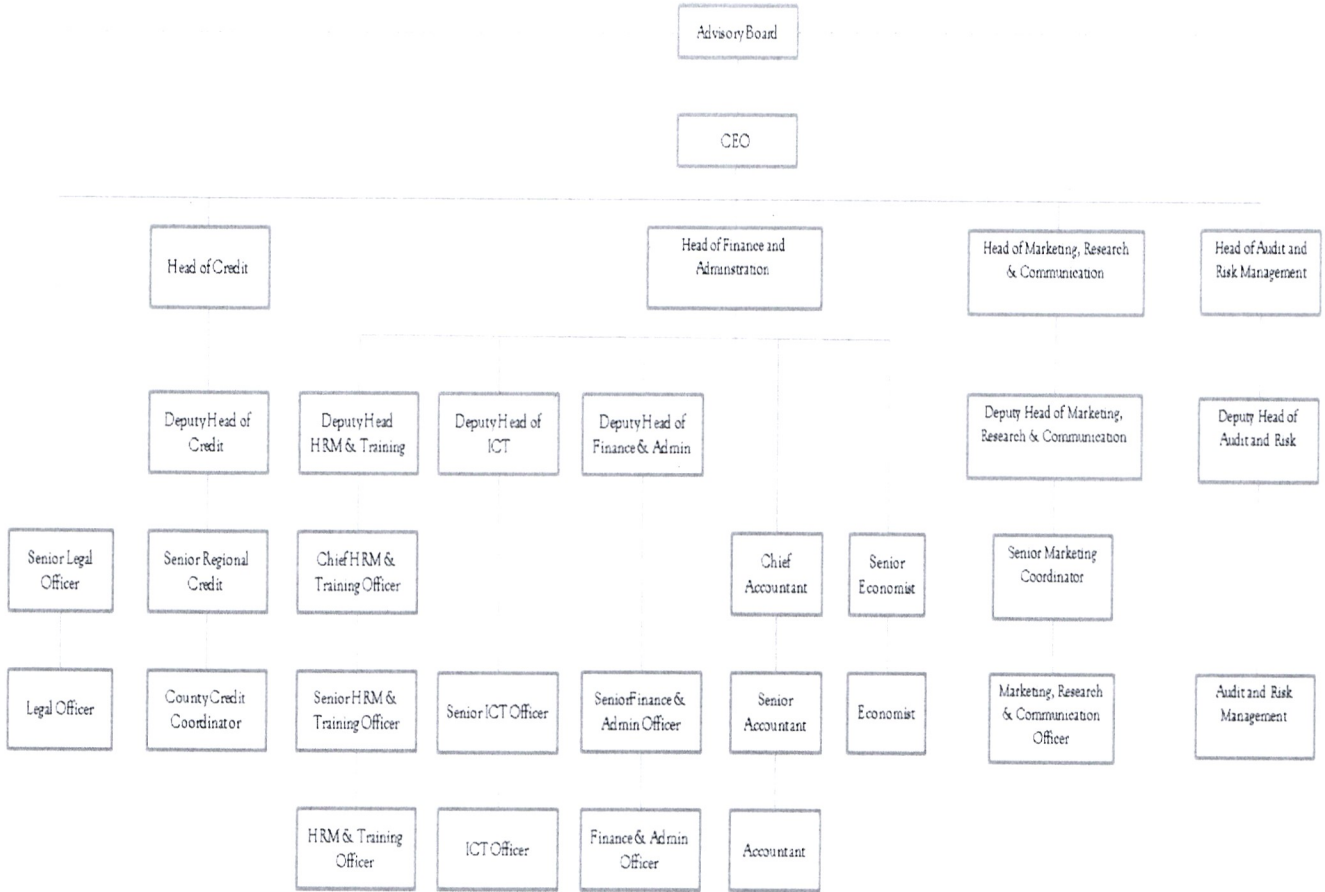 Advisory Board
CEO
Head of Credit
Head of Finance and
Adminstration
Head of Marketing, Research
& Communication
Head of Audit and
Risk Management
Deputy Head of
Credit
Deputy Head
HRM & Training
Deputy Head of
ICT
Deputy Head of
Finance & Admin
Deputy Head of Marketing,
Research & Communication
Deputy Head of
Audit and Risk
Senior Legal
Officer
Senior Regional
Credit
Chief HRM &
Training Officer
Chief
Accountant
Senior
Economist
Senior Marketing
Coordinator
Legal Officer
County Credit
Coordinator
Senior HRM &
Training Officer
Senior ICT Officer
Senior Finance &
Admin Officer
Senior
Accountant
Economist
Marketing, Research
& Communication
Officer
Audit and Risk
Management
HRM & Training
Officer
ICT Officer
Finance & Admin
Officer
Accountant